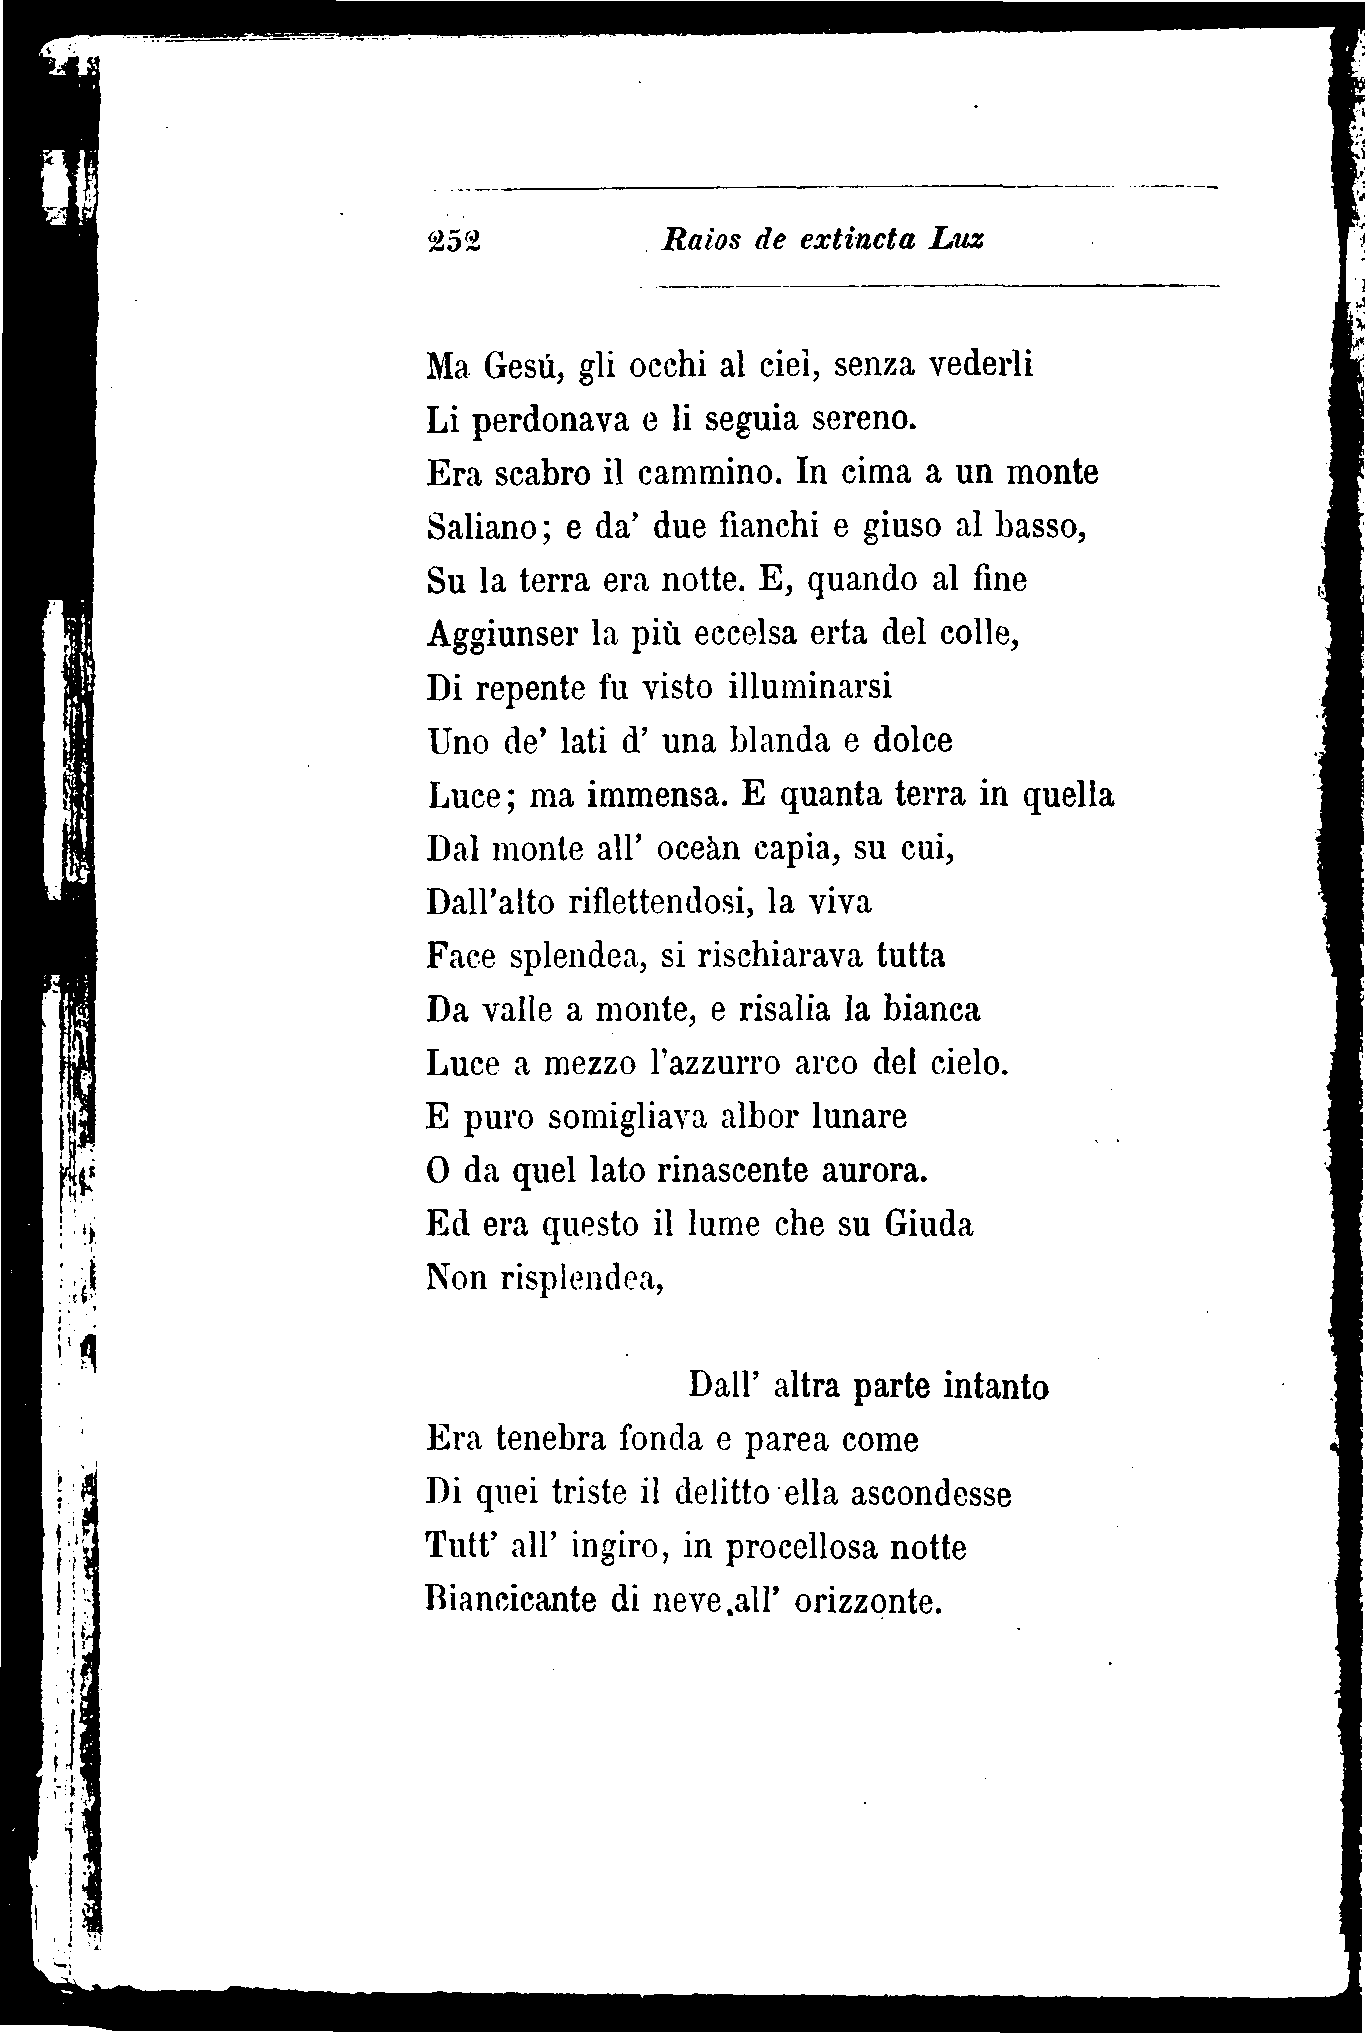 252 Raios de extincta Luz
Ma Gesú, gli occhi al ciel, senza vederli
Li perdonava e li seguia sereno.
Era scabro il cammino. In cima a un monte
Saliano; e da' due fianchi e giuso al basso,
Su la terra era notte. E, quando al fine
Aggiunser la più eccelsa erta del colle,
Di repente fu visto illuminarsi
Uno de' lati d' una blanda e dolce
Luce; ma immensa. E quanta terra in quella
Dal monte all' oceàn capia, su cui,
Dall'alto riflettendosi, la viva
Face splendea, si rischiarava tutta
Da valle a monte, e risalia la bianca
Luce a mezzo l'azzurro arco del cielo.
E puro somigliava albor lunare
O da quel lato rinascente aurora.
Ed era questo il lume che su Giuda
Non risplendea,
Dall' altra parte intanto
Era tenebra fonda e parea come
Di quei triste il delitto ella ascondesse
Tutt' all' ingiro, in procellosa notte
Biancicante di neve all' orizzonte.